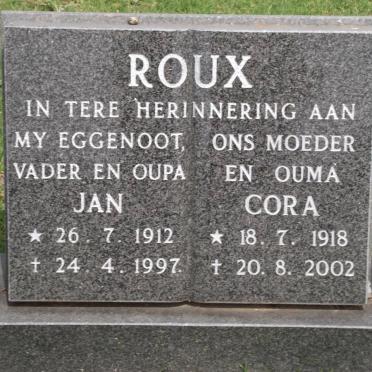 ROUX
IN TERE HERINNERING AAN
MY EGGENOOT, ONS MOEDER
VADER EN OUPA EN OUMA
JAN CORA
★ 26. 7. 1912 ★ 18. 7. 1918
† 24. 4. 1997. † 20. 8. 2002